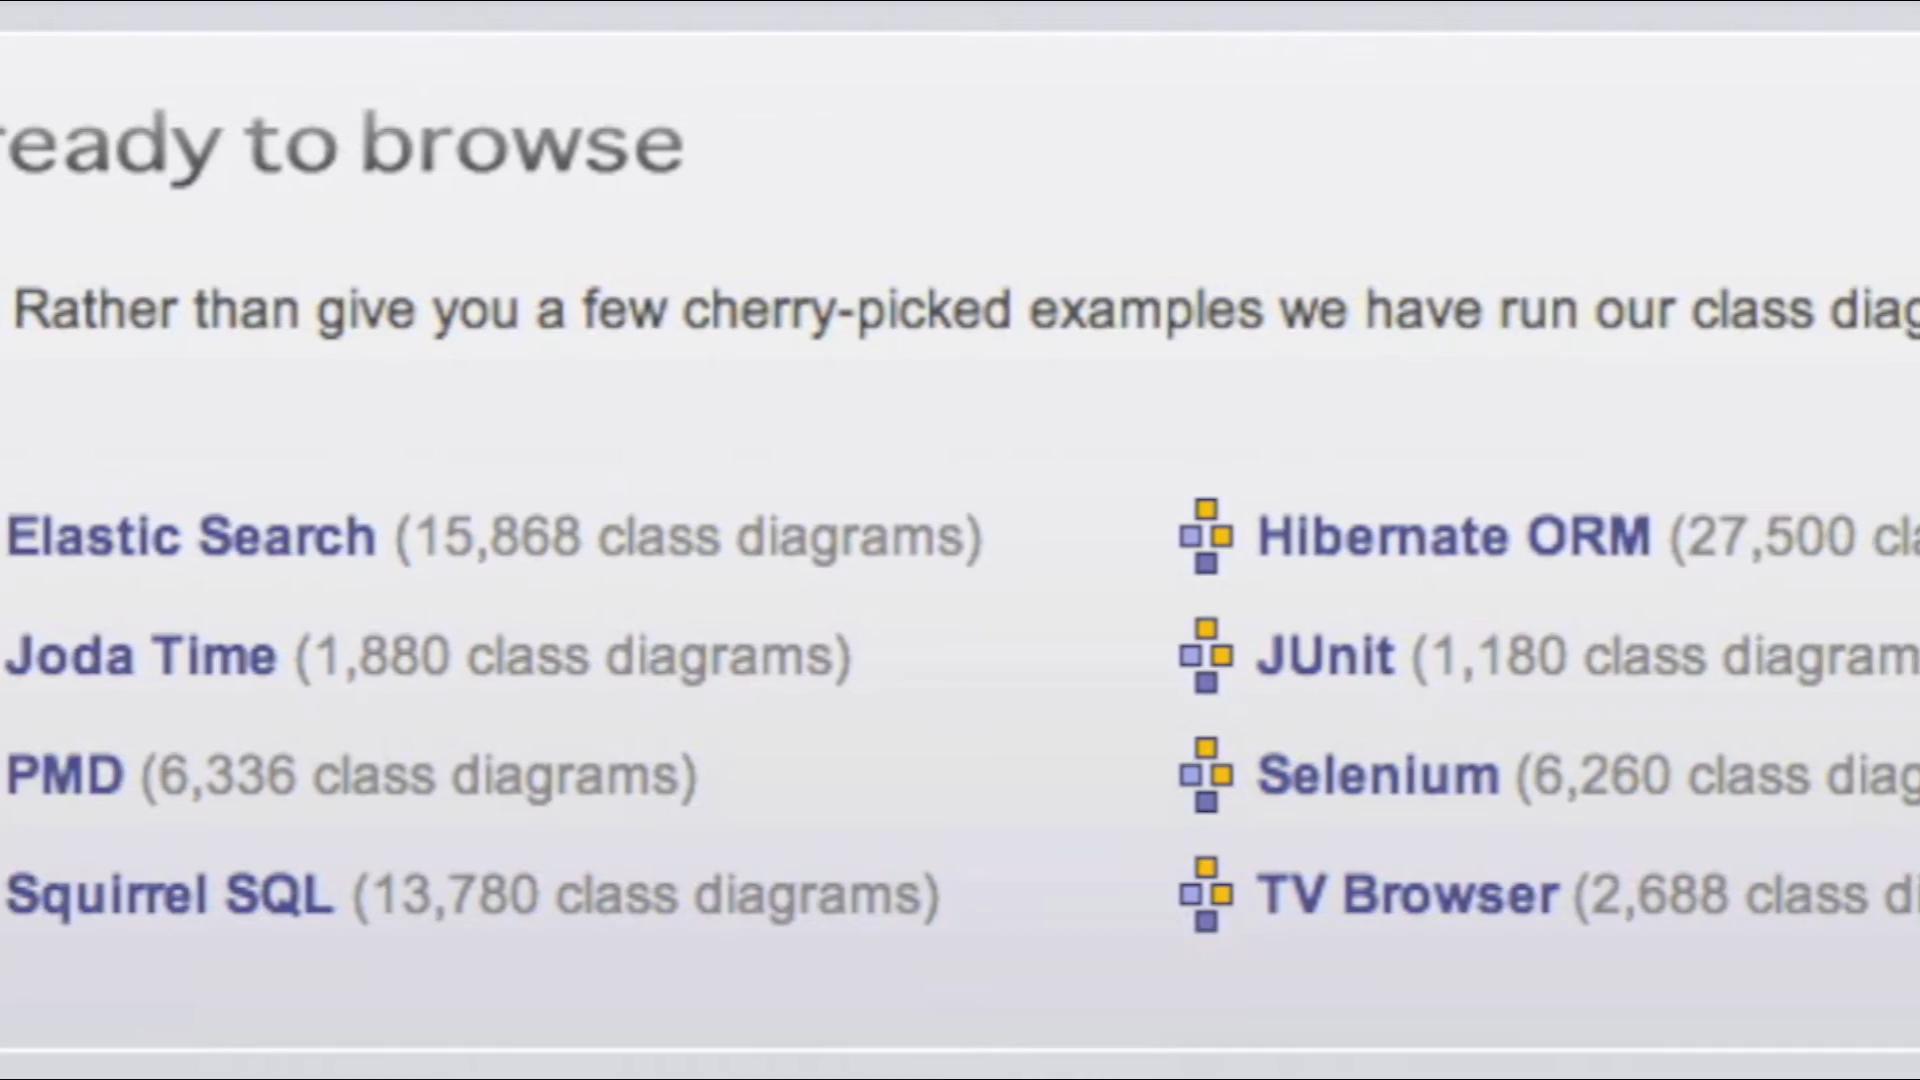 ready to browse
Rather than give you a few cherry-picked examples we have run our class diag
Elastic Search (15,868 class diagrams)
Hibernate ORM (27,500 cla
Joda Time (1,880 class diagrams)
JUnit (1,180 class diagram
PMD (6,336 class diagrams)
Selenium (6,260 class diag
Squirrel SQL (13,780 class diagrams)
TV Browser (2,688 class di